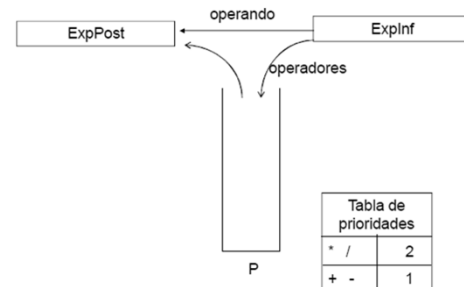 operando
ExpPost
ExpInf
operadores
P
Tabla de
prioridades
* / 2
+ - 1